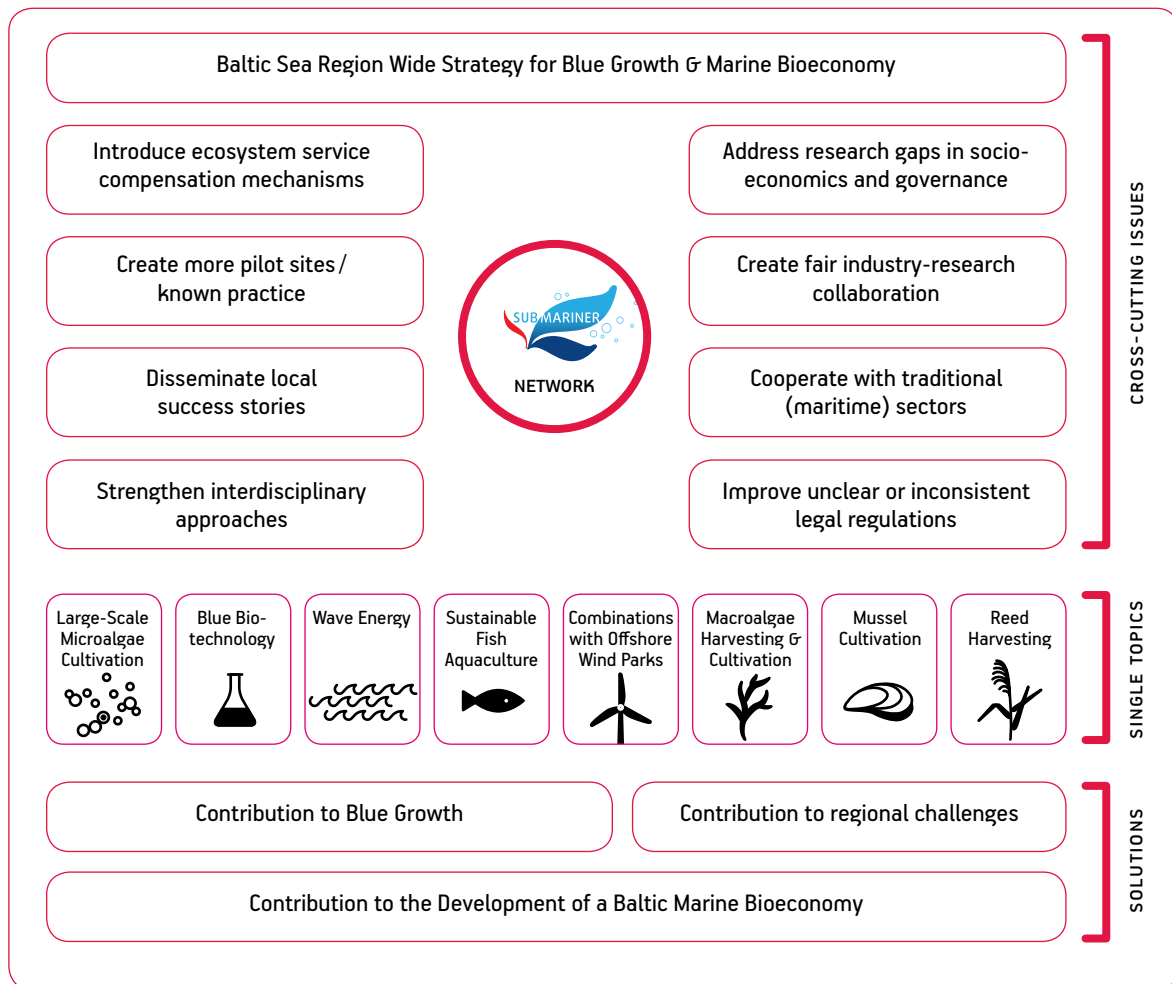 Baltic Sea Region Wide Strategy for Blue Growth & Marine Bioeconomy
Introduce ecosystem service
compensation mechanisms
Create more pilot sites /
known practice
Disseminate local
success stories
Strengthen interdisciplinary
approaches
SUBMARINER
NETWORK
Address research gaps in socio-
economics and governance
Create fair industry-research
collaboration
Cooperate with traditional
(maritime) sectors
Improve unclear or inconsistent
legal regulations
CROSS-CUTTING ISSUES
Large-Scale
Microalgae
Cultivation
Blue Bio-
technology
Wave Energy
Sustainable
Fish
Aquaculture
Combinations
with Offshore
Wind Parks
Macroalgae
Harvesting &
Cultivation
Mussel
Cultivation
Reed
Harvesting
SINGLE TOPICS
Contribution to Blue Growth
Contribution to regional challenges
Contribution to the Development of a Baltic Marine Bioeconomy
SOLUTIONS